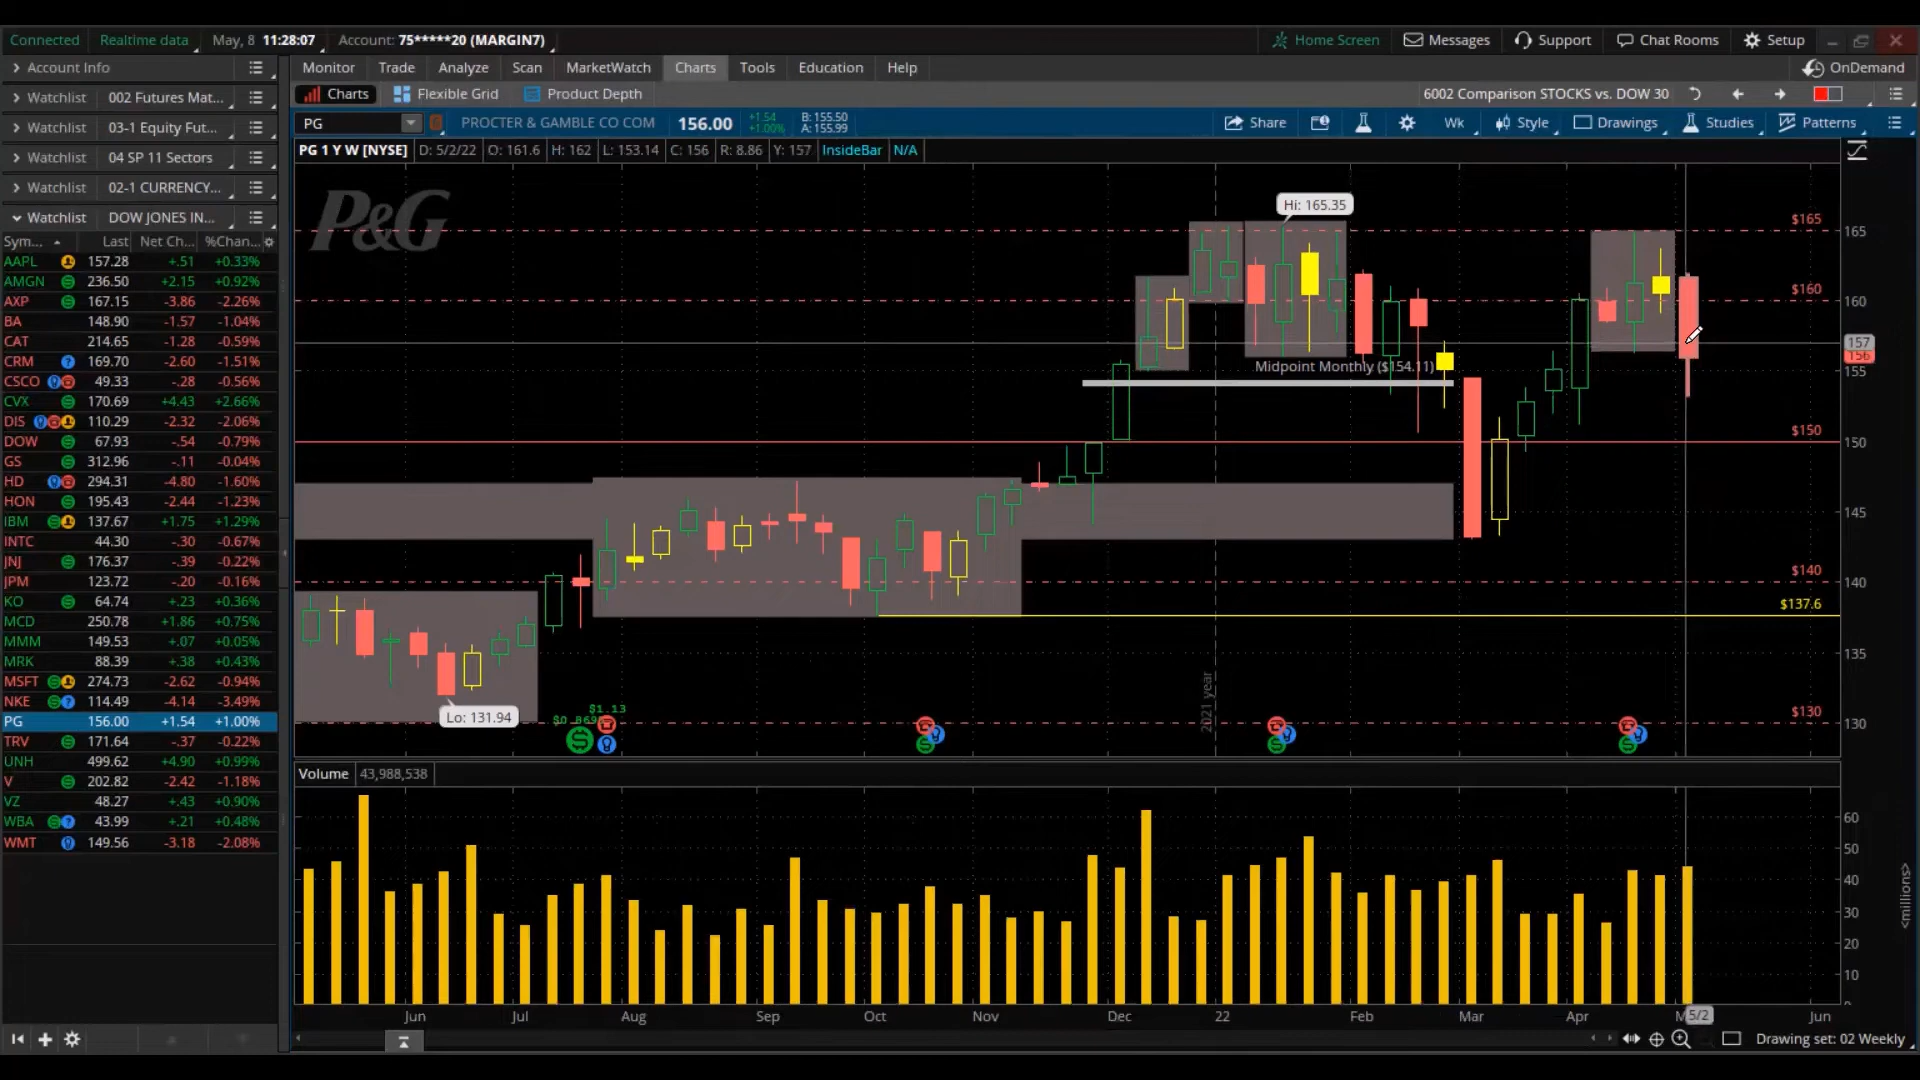 Connected Realtime data May, 8 11:28:07 Account: 75*****20 (MARGIN7) Home Screen Messages Support Chat Rooms Setup
Account Info Monitor Trade Analyze Scan MarketWatch Charts Tools Education Help OnDemand
Watchlist 002 Futures Mat... Charts Flexible Grid Product Depth 6002 Comparison STOCKS vs. DOW 30
Watchlist 03-1 Equity Fut... PG PROCTER & GAMBLE CO COM 156.00 +1.54 +1.00% B: 155.50 A: 155.99 Share Wk Style Drawings Studies Patterns
Watchlist 04 SP 11 Sectors PG 1 Y W [NYSE] D: 5/2/22 O: 161.6 H: 162 L: 153.14 C: 156 R: 8.86 Y: 157 InsideBar N/A
Watchlist 02-1 CURRENCY...
Watchlist DOW JONES IN...
Sym... Last Net Ch... %Chan...
AAPL 157.28 +.51 +0.33%
AMGN 236.50 +2.15 +0.92%
AXP 167.15 -3.86 -2.26%
BA 148.90 -1.57 -1.04%
CAT 214.65 -1.28 -0.59%
CRM 169.70 -2.60 -1.51%
CSCO 49.33 -.28 -0.56%
CVX 170.69 +4.43 +2.66%
DIS 110.29 -2.32 -2.06%
DOW 67.93 -.54 -0.79%
GS 312.96 -.11 -0.04%
HD 294.31 -4.80 -1.60%
HON 195.43 -2.44 -1.23%
IBM 137.67 +1.75 +1.29%
INTC 44.30 -.30 -0.67%
JNJ 176.37 -.39 -0.22%
JPM 123.72 -.20 -0.16%
KO 64.74 +.23 +0.36%
MCD 250.78 +1.86 +0.75%
MMM 149.53 +.07 +0.05%
MRK 88.39 +.38 +0.43%
MSFT 274.73 -2.62 -0.94%
NKE 114.49 -4.14 -3.49%
PG 156.00 +1.54 +1.00%
TRV 171.64 -.37 -0.22%
UNH 499.62 +4.90 +0.99%
V 202.82 -2.42 -1.18%
VZ 48.27 +.43 +0.90%
WBA 43.99 +.21 +0.48%
WMT 149.56 -3.18 -2.08%
P&G
Hi: 165.35
$165 165
$160 160
157
156
Midpoint Monthly ($154.11)
155
$150 150
145
$140 140
$137.6
135
Lo: 131.94
$1.13
2021 year
$130 130
Volume 43,988,538
60
50
40
30
20
10
<millions>
Jun Jul Aug Sep Oct Nov Dec 22 Feb Mar Apr 5/2 Jun
Drawing set: 02 Weekly